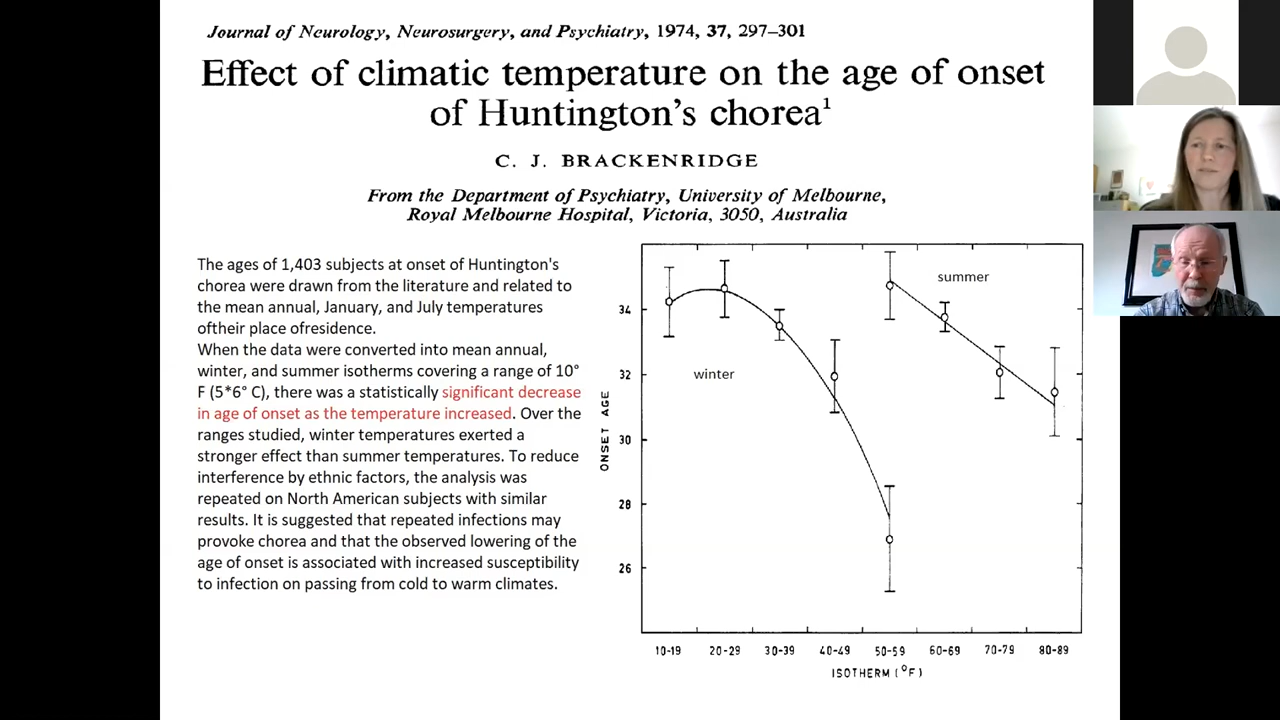 Journal of Neurology, Neurosurgery, and Psychiatry, 1974, 37, 297–301
Effect of climatic temperature on the age of onset
of Huntington's chorea¹
C. J. BRACKENRIDGE
From the Department of Psychiatry, University of Melbourne,
Royal Melbourne Hospital, Victoria, 3050, Australia
The ages of 1,403 subjects at onset of Huntington's
chorea were drawn from the literature and related to
the mean annual, January, and July temperatures
oftheir place ofresidence.
When the data were converted into mean annual,
winter, and summer isotherms covering a range of 10°
F (5*6° C), there was a statistically significant decrease
in age of onset as the temperature increased. Over the
ranges studied, winter temperatures exerted a
stronger effect than summer temperatures. To reduce
interference by ethnic factors, the analysis was
repeated on North American subjects with similar
results. It is suggested that repeated infections may
provoke chorea and that the observed lowering of the
age of onset is associated with increased susceptibility
to infection on passing from cold to warm climates.
summer
winter
ONSET AGE
34
32
30
28
26
10-19 20-29 30-39 40-49 50-59 60-69 70-79 80-89
ISOTHERM (°F)